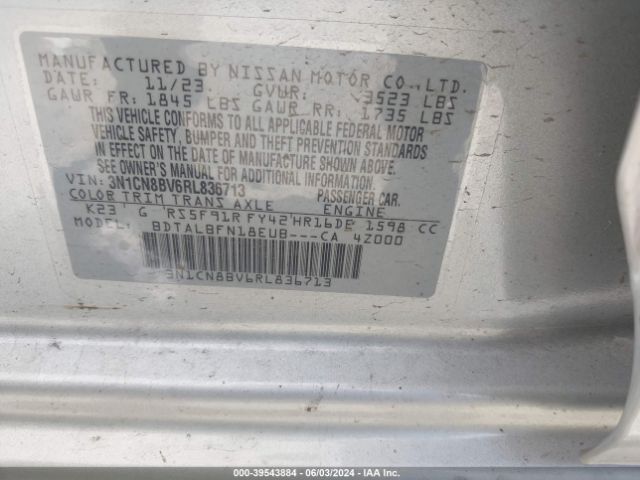 MANUFACTURED BY NISSAN MOTOR CO.,LTD.
DATE: 11/23 GVWR: 3523 LBS
GAWR FR: 1845 LBS GAWR RR: 1735 LBS
THIS VEHICLE CONFORMS TO ALL APPLICABLE FEDERAL MOTOR
VEHICLE SAFETY, BUMPER AND THEFT PREVENTION STANDARDS
IN EFFECT ON THE DATE OF MANUFACTURE SHOWN ABOVE.
SEE OWNER'S MANUAL FOR ADDITIONAL INFORMATION.
VIN: 3N1CN8BV6RL836713 PASSENGER CAR.
COLOR TRIM TRANS AXLE ENGINE
K23 G RS5F91R FY42 HR16DE 1598 CC
MODEL: BDTALBFN18EUB---CA 4Z000
3N1CN8BV6RL836713
000-39543884 | 06/03/2024 | IAA Inc.